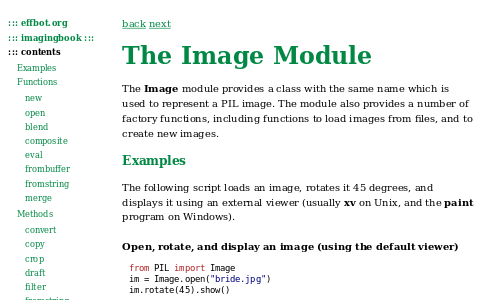 ::: effbot.org
::: imagingbook :::
::: contents
Examples
Functions
new
open
blend
composite
eval
frombuffer
fromstring
merge
Methods
convert
copy
crop
draft
filter
fromstring
back next
The Image Module
The Image module provides a class with the same name which is
used to represent a PIL image. The module also provides a number of
factory functions, including functions to load images from files, and to
create new images.
Examples
The following script loads an image, rotates it 45 degrees, and
displays it using an external viewer (usually xv on Unix, and the paint
program on Windows).
Open, rotate, and display an image (using the default viewer)
from PIL import Image
im = Image.open("bride.jpg")
im.rotate(45).show()